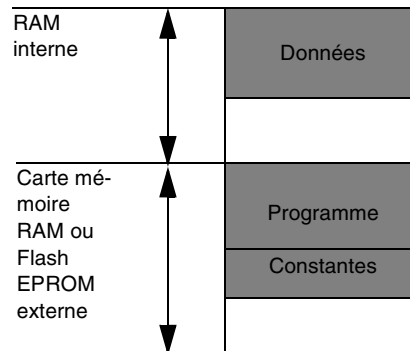 RAM
interne
Données
Carte mé-
moire
RAM ou
Flash
EPROM
externe
Programme
Constantes